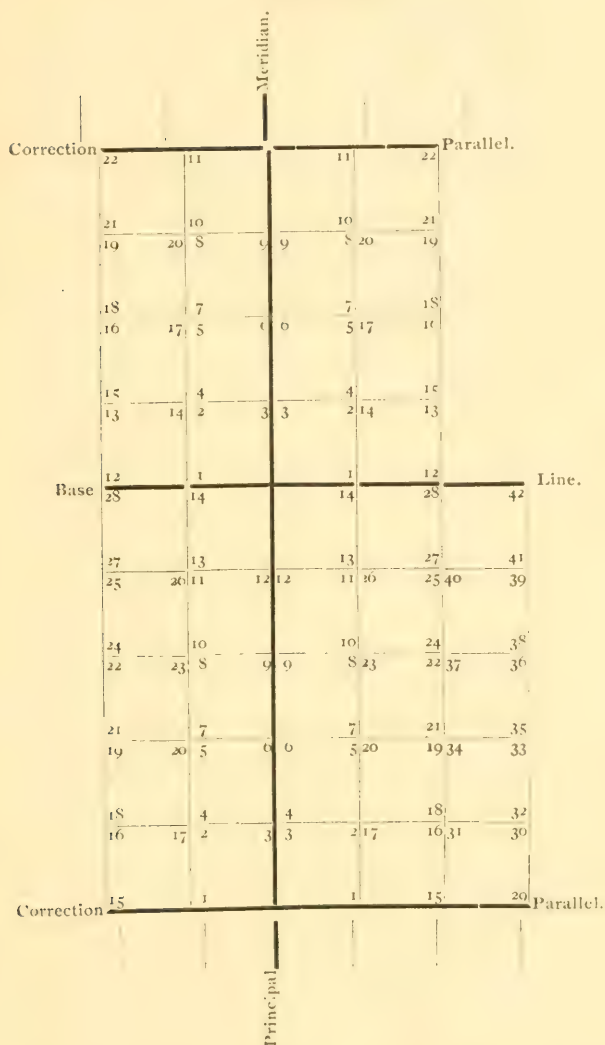 Meridian.
Correction Parallel.
22 11 11 22
21 10 10 21
19 20 8 9 9 8 20 19
18 7 7 18
16 17 5 6 5 17
15 4 4
13 14 2 3 3 2 14 13
12 1 1 12
Base Line.
28 14 14 28 42
27 13 13 27 41
25 26 11 12 12 11 26 25 40 39
24 10 10 24 38
22 23 8 9 9 8 23 22 37 36
21 7 7 21 35
19 20 5 6 6 5 20 19 34 33
18 4 4 18 32
16 17 2 3 3 2 17 16 31 30
15 1 1 15 20
Correction Parallel.
Principal